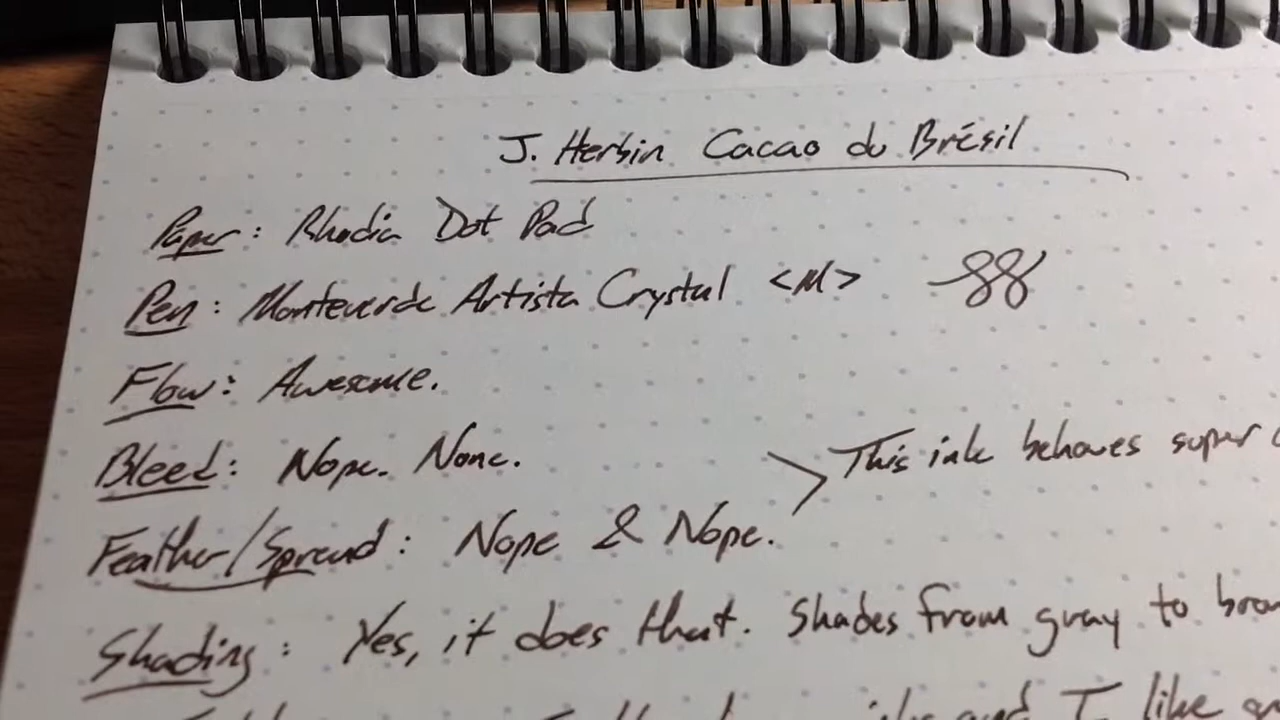 J. Herbin Cacao du Brésil
Paper: Rhodia Dot Pad
Pen: Monteverde Artista Crystal <M>
Flow: Awesome.
Bleed: Nope. None.
This ink behaves super
Feather/Spread: Nope & Nope.
Shading: Yes, it does that. Shades from gray to
I like